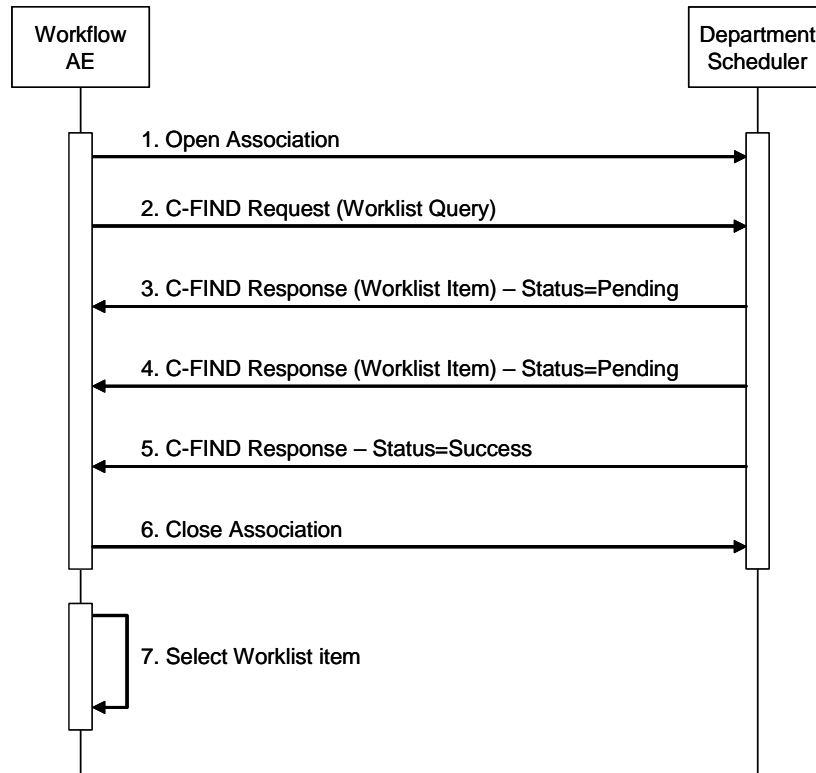 Workflow
AE
Department
Scheduler
1. Open Association
2. C-FIND Request (Worklist Query)
3. C-FIND Response (Worklist Item) – Status=Pending
4. C-FIND Response (Worklist Item) – Status=Pending
5. C-FIND Response – Status=Success
6. Close Association
7. Select Worklist item